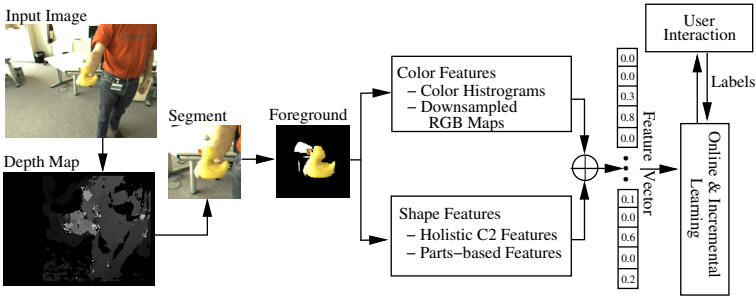 Input Image
Depth Map
Segment
Foreground
Color Features
– Color Histrograms
– Downsampled
RGB Maps
Shape Features
– Holistic C2 Features
– Parts-based Features
0.0
0.0
0.3
0.8
0.0
0.1
0.0
0.6
0.0
0.2
Feature Vector
User
Interaction
Labels
Online & Incremental
Learning